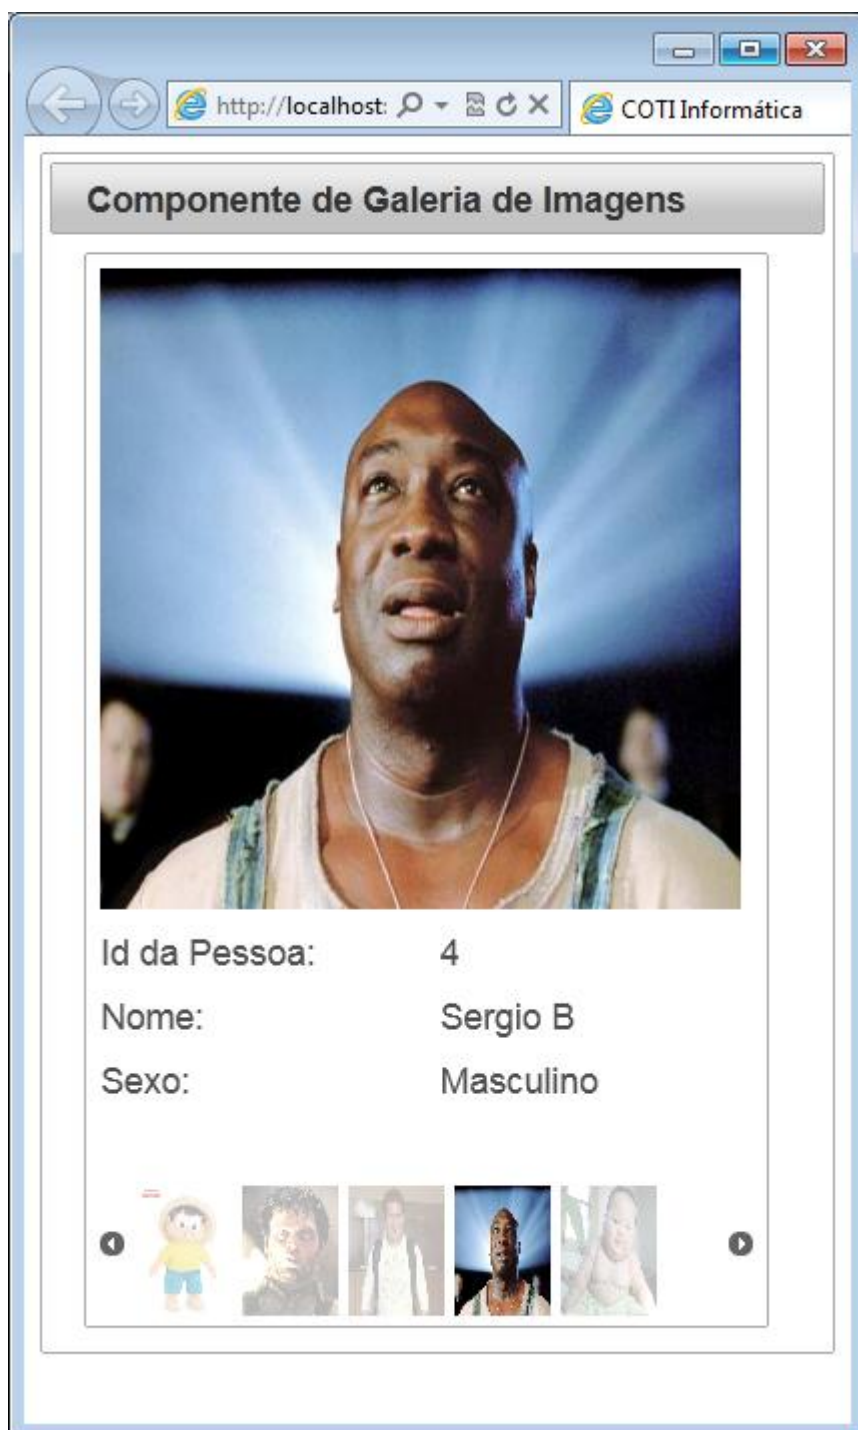 http://localhost:
COTI Informática
Componente de Galeria de Imagens
Id da Pessoa: 4
Nome: Sergio B
Sexo: Masculino